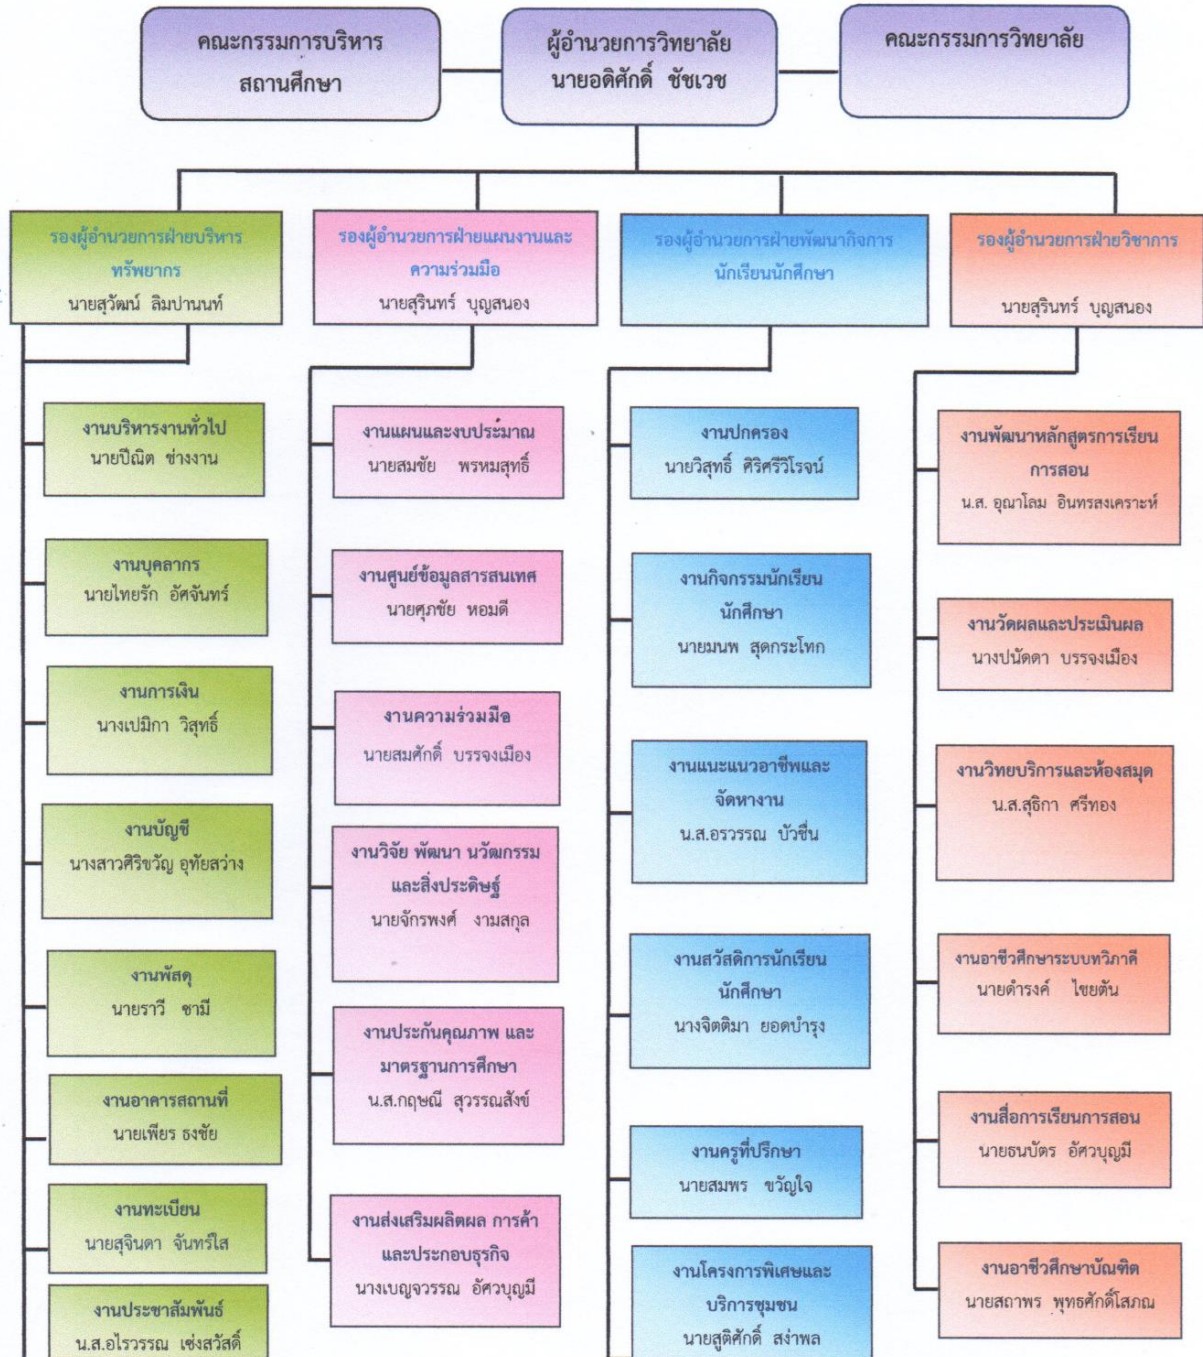 คณะกรรมการบริหาร
สถานศึกษา
ผู้อำนวยการวิทยาลัย
นายอดิศักดิ์ ชัชเวช
คณะกรรมการวิทยาลัย
รองผู้อำนวยการฝ่ายบริหาร
ทรัพยากร
นายสุวัฒน์ ลิมปานนท์
รองผู้อำนวยการฝ่ายแผนงานและ
ความร่วมมือ
นายสุรินทร์ บุญสนอง
รองผู้อำนวยการฝ่ายพัฒนากิจการ
นักเรียนนักศึกษา
รองผู้อำนวยการฝ่ายวิชาการ
นายสุรินทร์ บุญสนอง
งานบริหารงานทั่วไป
นายปีณิต ช่างงาน
งานบุคลากร
นายไทยรัก อัศจันทร์
งานการเงิน
นางเปมิกา วิสุทธิ์
งานบัญชี
นางสาวศิริขวัญ อุทัยสว่าง
งานพัสดุ
นายราวี ชามี
งานอาคารสถานที่
นายเพียร ธงชัย
งานทะเบียน
นายสุจินดา จันทร์ใส
งานประชาสัมพันธ์
น.ส.อไรวรรณ เซ่งสวัสดิ์
งานแผนและงบประมาณ
นายสมชัย พรหมสุทธิ์
งานศูนย์ข้อมูลสารสนเทศ
นายศุภชัย หอมดี
งานความร่วมมือ
นายสมศักดิ์ บรรจงเมือง
งานวิจัย พัฒนา นวัฒกรรม
และสิ่งประดิษฐ์
นายจักรพงศ์ งามสกุล
งานประกันคุณภาพ และ
มาตรฐานการศึกษา
น.ส.กฤษณี สุวรรณสังข์
งานส่งเสริมผลิตผล การค้า
และประกอบธุรกิจ
นางเบญจวรรณ อัศวบุญมี
งานปกครอง
นายวิสุทธิ์ ศิริศรีวิโรจน์
งานกิจกรรมนักเรียน
นักศึกษา
นายมนพ สุดกระโทก
งานแนะแนวอาชีพและ
จัดหางาน
น.ส.อรวรรณ บัวชื่น
งานสวัสดิการนักเรียน
นักศึกษา
นางจิตติมา ยอดบำรุง
งานครูที่ปรึกษา
นายสมพร ขวัญใจ
งานโครงการพิเศษและ
บริการชุมชน
นายสูติศักดิ์ สง่าพล
งานพัฒนาหลักสูตรการเรียน
การสอน
น.ส. อุณาโลม อินทรสงเคราะห์
งานวัดผลและประเมินผล
นางปนัดดา บรรจงเมือง
งานวิทยบริการและห้องสมุด
น.ส.สุธิกา ศรีทอง
งานอาชีวศึกษาระบบทวิภาคี
นายดำรงค์ ไชยตัน
งานสื่อการเรียนการสอน
นายธนบัตร อัศวบุญมี
งานอาชีวศึกษาบัณฑิต
นายสถาพร พุทธศักดิ์โสภณ